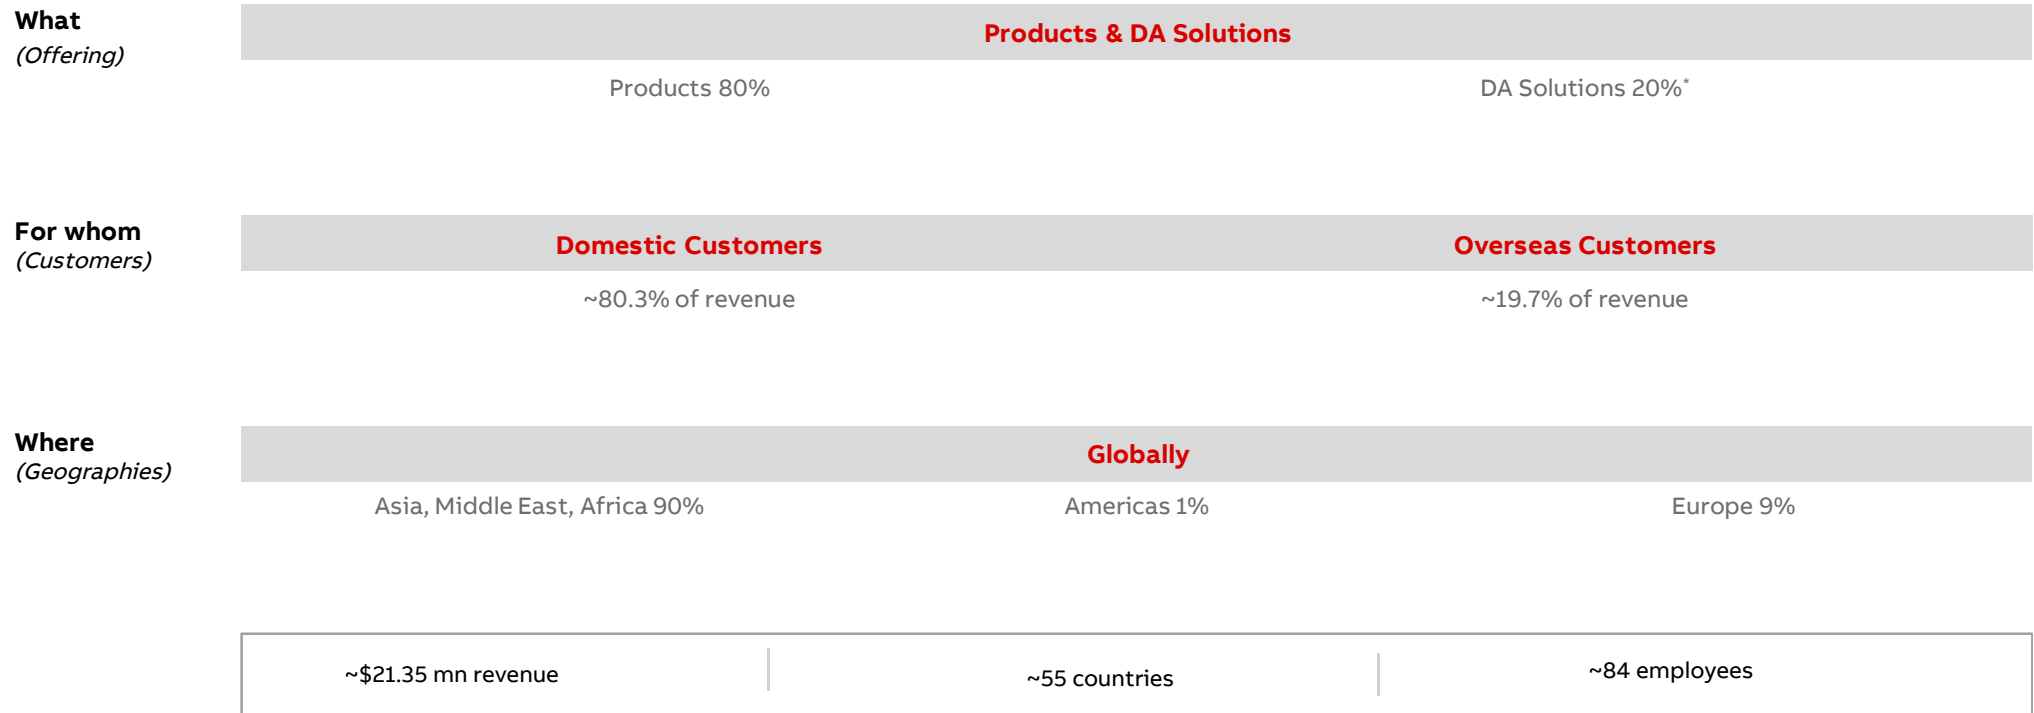 What
(Offering)
Products & DA Solutions
Products 80%
DA Solutions 20%*
For whom
(Customers)
Domestic Customers
Overseas Customers
~80.3% of revenue
~19.7% of revenue
Where
(Geographies)
Globally
Asia, Middle East, Africa 90%
Americas 1%
Europe 9%
~$21.35 mn revenue
~55 countries
~84 employees